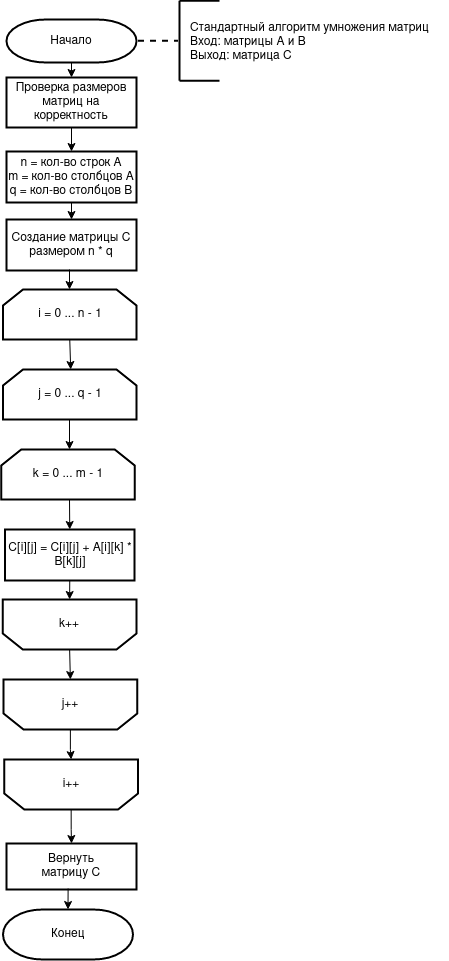 Начало
Стандартный алгоритм умножения матриц
Вход: матрицы А и В
Выход: матрица С
Проверка размеров
матриц на
корректность
n = кол-во строк А
m = кол-во столбцов А
q = кол-во столбцов В
Создание матрицы С
размером n * q
i = 0 ... n - 1
j = 0 ... q - 1
k = 0 ... m - 1
C[i][j] = C[i][j] + A[i][k] *
B[k][j]
k++
j++
i++
Вернуть
матрицу С
Конец